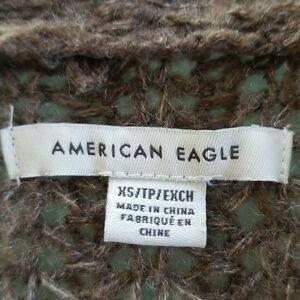 AMERICAN EAGLE
XS/TP/EXCH
MADE IN CHINA
FABRIQUÉ EN
CHINE